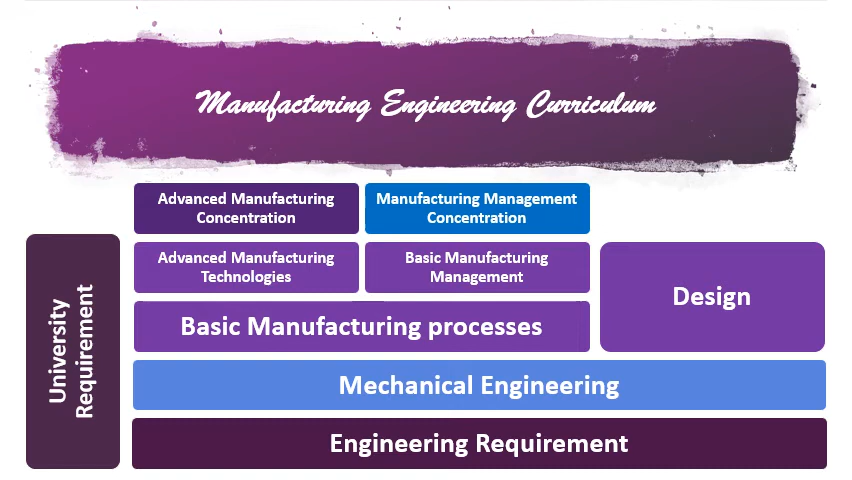 Manufacturing Engineering Curriculum
Advanced Manufacturing
Concentration
Manufacturing Management
Concentration
Advanced Manufacturing
Technologies
Basic Manufacturing
Management
Design
Basic Manufacturing processes
University
Requirement
Mechanical Engineering
Engineering Requirement